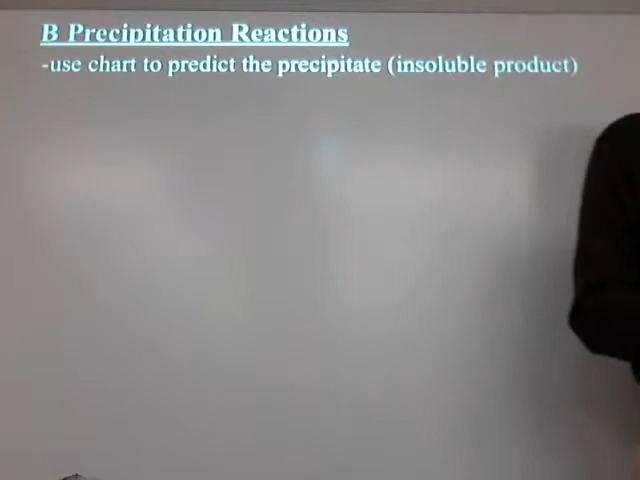 B Precipitation Reactions
-use chart to predict the precipitate (insoluble product)